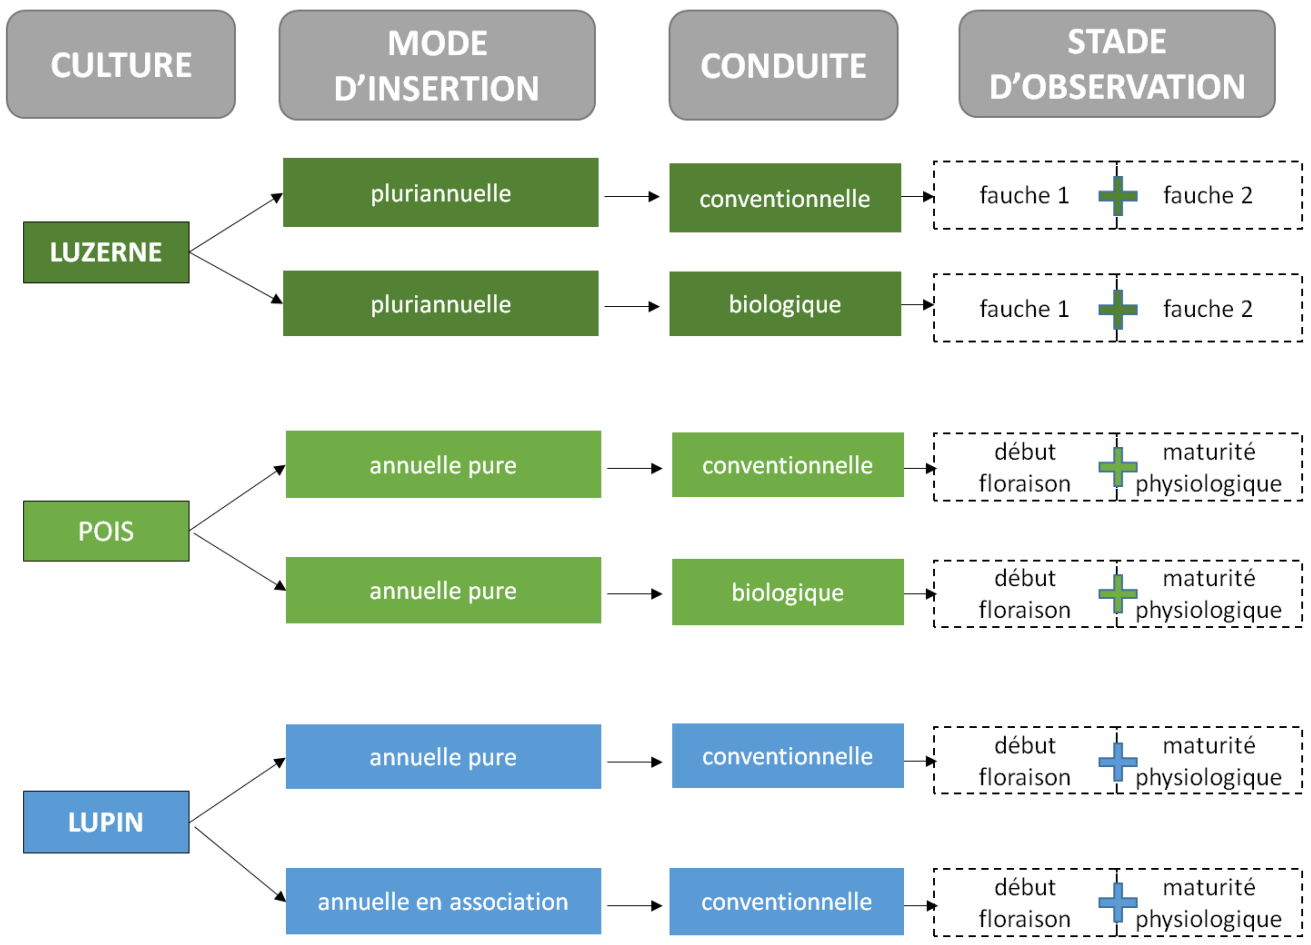 CULTURE
MODE
D'INSERTION
CONDUITE
STADE
D'OBSERVATION
LUZERNE
pluriannuelle
conventionnelle
fauche 1
fauche 2
pluriannuelle
biologique
fauche 1
fauche 2
POIS
annuelle pure
conventionnelle
début
floraison
maturité
physiologique
annuelle pure
biologique
début
floraison
maturité
physiologique
LUPIN
annuelle pure
conventionnelle
début
floraison
maturité
physiologique
annuelle en association
conventionnelle
début
floraison
maturité
physiologique